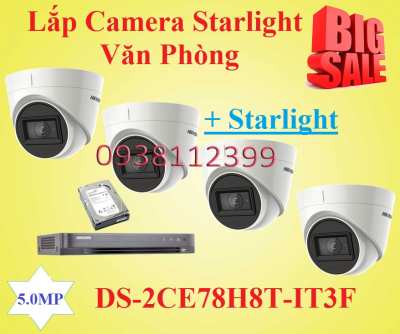 Lắp Camera Starlight
Văn Phòng
BIG
SALE
+ Starlight
0938112399
5.0MP
DS-2CE78H8T-IT3F